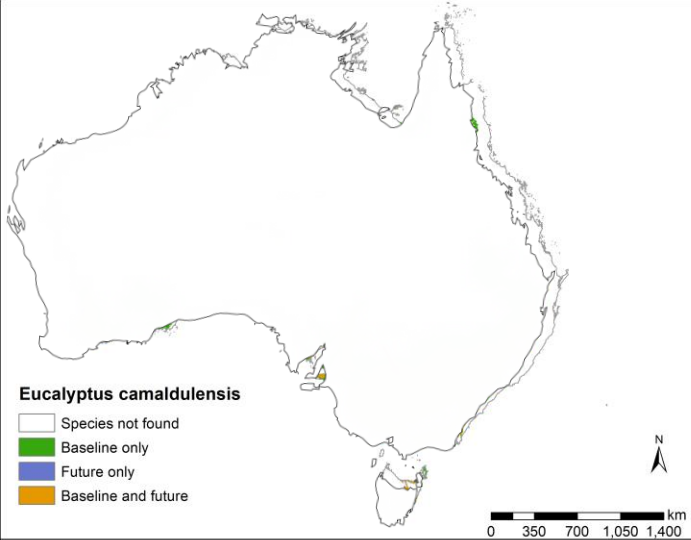 Eucalyptus camaldulensis
Species not found
Baseline only
Future only
Baseline and future
N
km
0 350 700 1,050 1,400